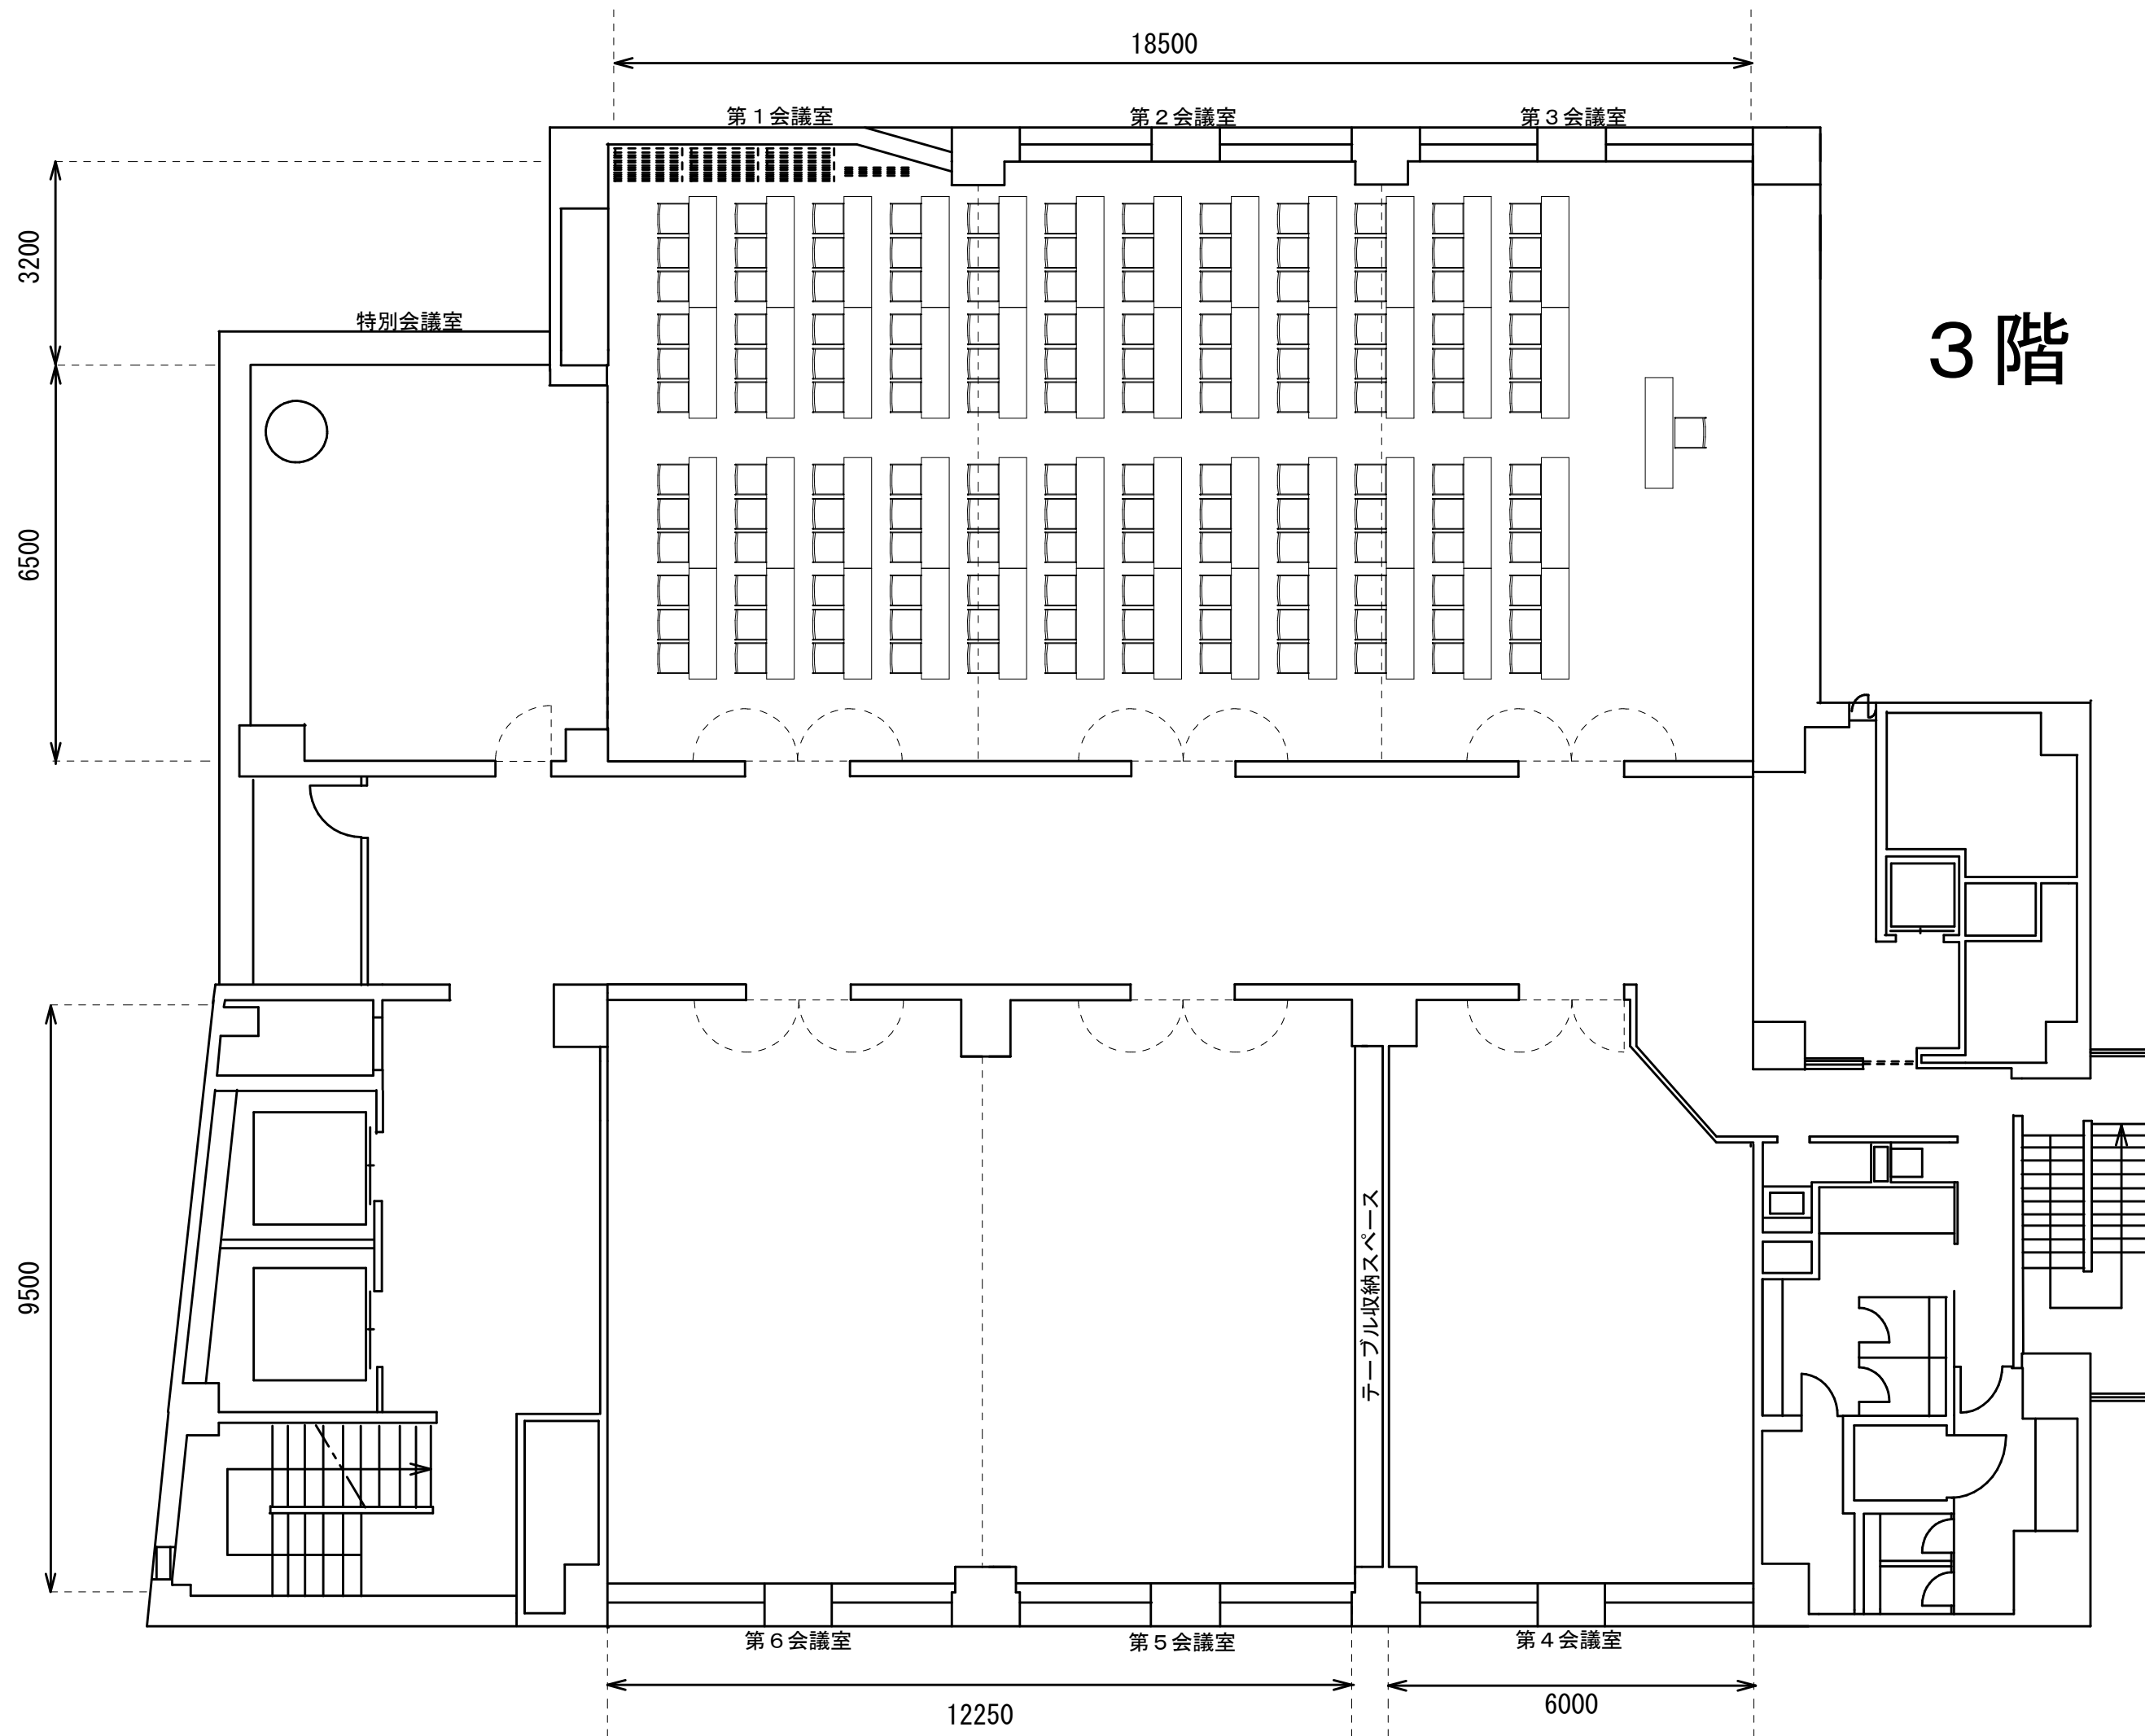 18500
第１会議室
第２会議室
第３会議室
3200
特別会議室
３階
6500
9500
テーブル収納スペース
第６会議室
第５会議室
第４会議室
12250
6000